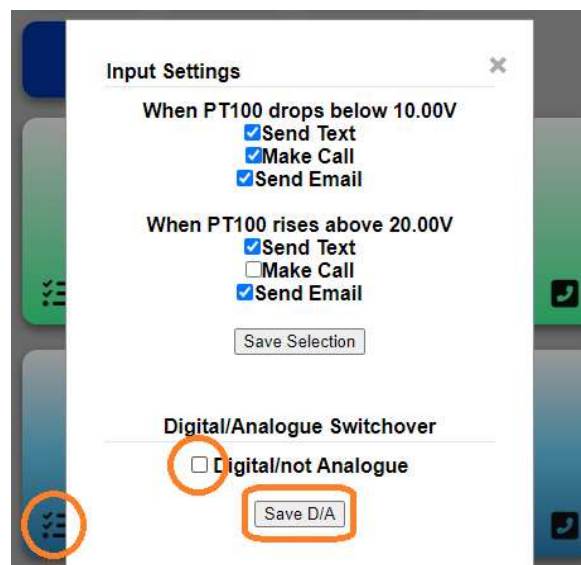 Input Settings
When PT100 drops below 10.00V
Send Text
Make Call
Send Email
When PT100 rises above 20.00V
Send Text
Make Call
Send Email
Save Selection
Digital/Analogue Switchover
Digital/not Analogue
Save D/A